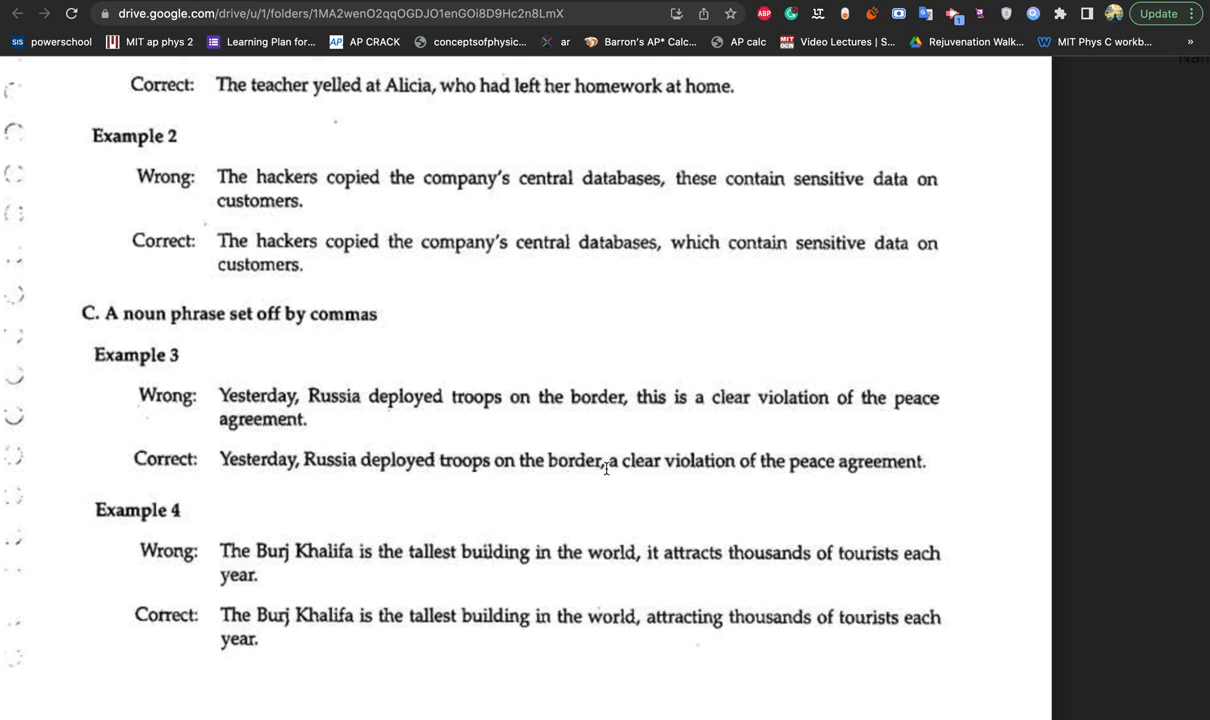 drive.google.com/drive/u/1/folders/1MA2wenO2qqOGDJO1enGOi8D9Hc2n8LmX
ABP
1
Update
SIS powerschool
MIT ap phys 2
Learning Plan for...
AP AP CRACK
conceptsofphysic...
ar
Barron's AP* Calc...
AP calc
MIT OCW Video Lectures | S...
Rejuvenation Walk...
MIT Phys C workb...
»
Correct: The teacher yelled at Alicia, who had left her homework at home.
Example 2
Wrong: The hackers copied the company's central databases, these contain sensitive data on
customers.
Correct: The hackers copied the company's central databases, which contain sensitive data on
customers.
C. A noun phrase set off by commas
Example 3
Wrong: Yesterday, Russia deployed troops on the border, this is a clear violation of the peace
agreement.
Correct: Yesterday, Russia deployed troops on the border, a clear violation of the peace agreement.
Example 4
Wrong: The Burj Khalifa is the tallest building in the world, it attracts thousands of tourists each
year.
Correct: The Burj Khalifa is the tallest building in the world, attracting thousands of tourists each
year.